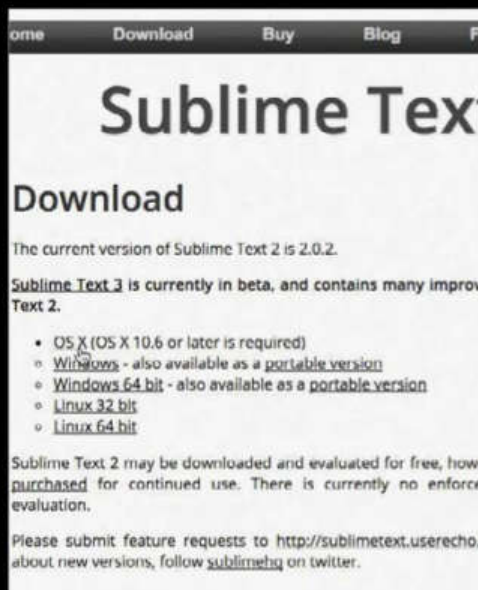 ome Download Buy Blog F
Sublime Tex
Download
The current version of Sublime Text 2 is 2.0.2.
Sublime Text 3 is currently in beta, and contains many improv
Text 2.
OS X (OS X 10.6 or later is required)
Windows - also available as a portable version
Windows 64 bit - also available as a portable version
Linux 32 bit
Linux 64 bit
Sublime Text 2 may be downloaded and evaluated for free, how
purchased for continued use. There is currently no enforce
evaluation.
Please submit feature requests to http://sublimetext.userecho.
about new versions, follow sublimehq on twitter.